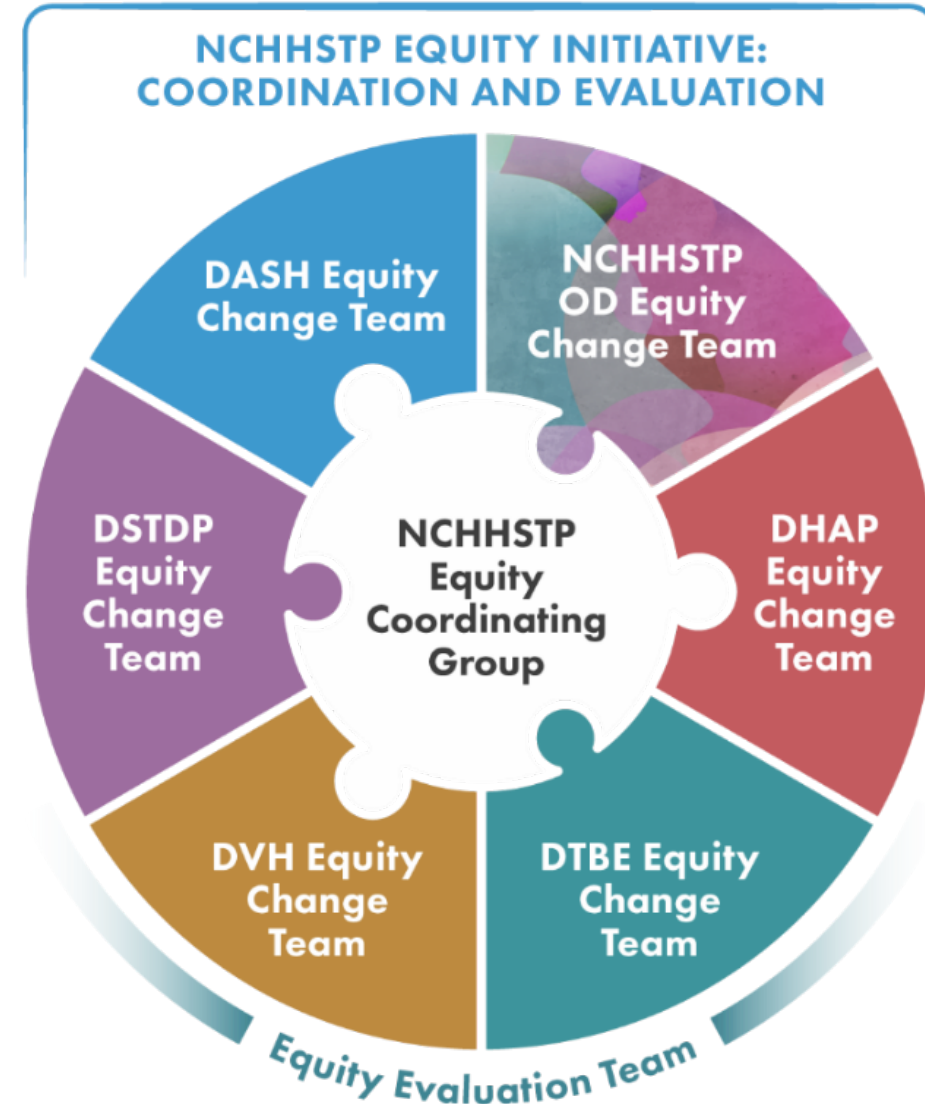 NCHHSTP EQUITY INITIATIVE:
COORDINATION AND EVALUATION
DASH Equity
Change Team
NCHHSTP
OD Equity
Change Team
DSTDP
Equity
Change
Team
NCHHSTP
Equity
Coordinating
Group
DHAP
Equity
Change
Team
DVH Equity
Change
Team
DTBE Equity
Change
Team
Equity Evaluation Team